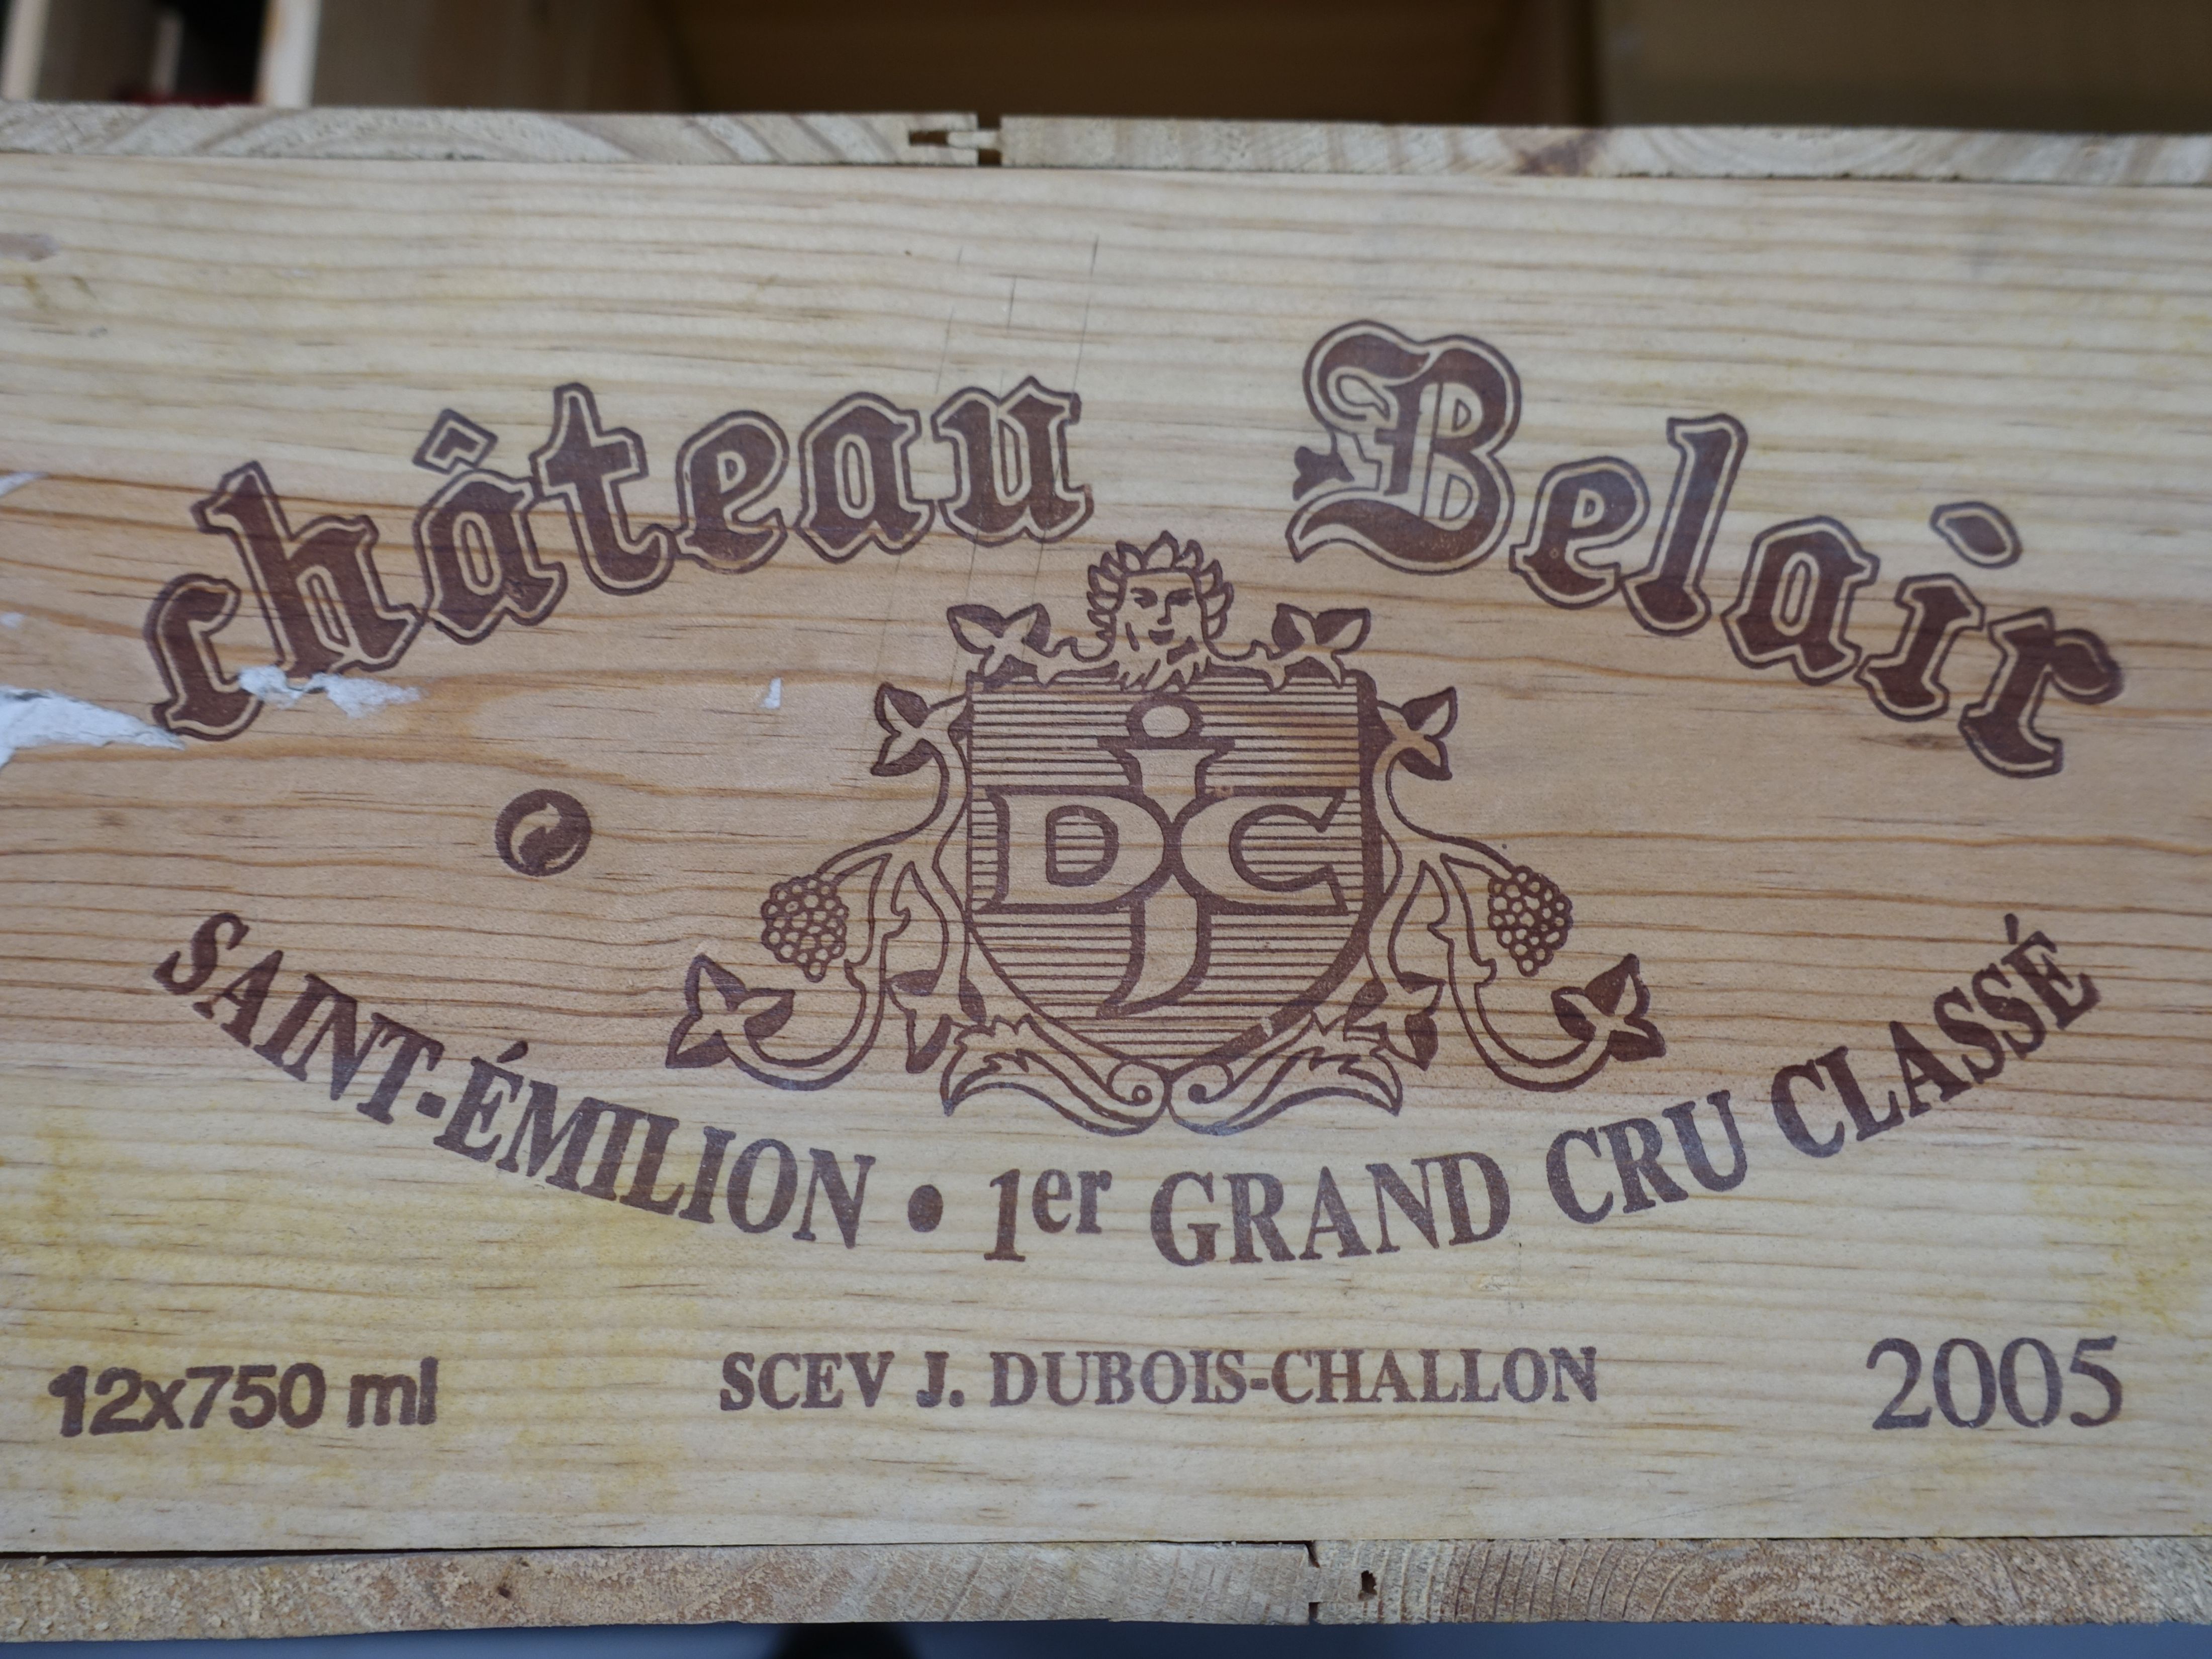 château Belair
DJC
SAINT-ÉMILION • 1er GRAND CRU CLASSÉ
12x750 ml
SCEV J. DUBOIS-CHALLON
2005